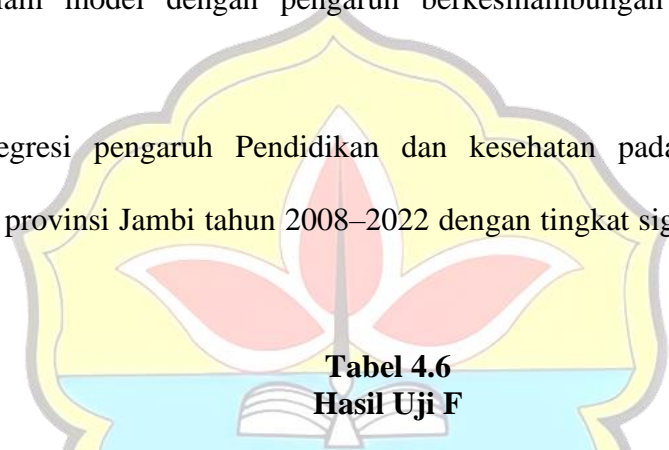 model dengan pengaruh berkesinambungan
egresi pengaruh Pendidikan dan kesehatan pada
provinsi Jambi tahun 2008–2022 dengan tingkat sig
Tabel 4.6
Hasil Uji F